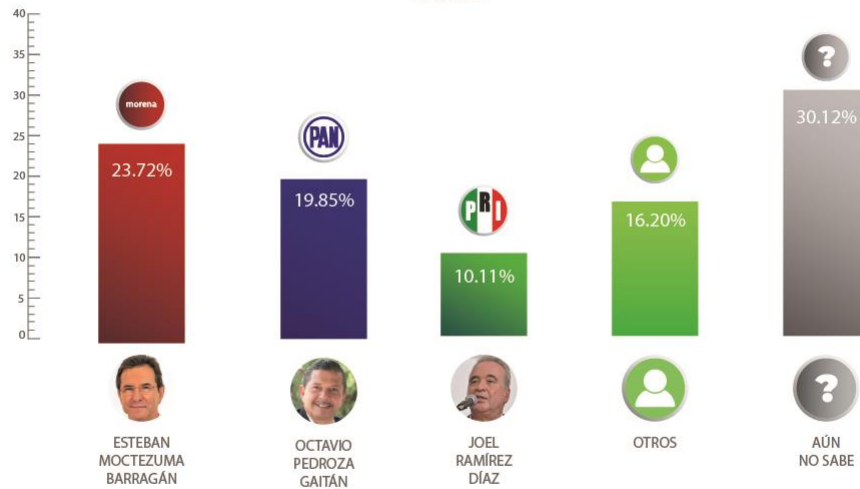 40
35
30
25
20
15
10
5
0
morena
23.72%
PAN
19.85%
PRI
10.11%
16.20%
?
30.12%
?
ESTEBAN
MOCTEZUMA
BARRAGÁN
OCTAVIO
PEDROZA
GAITÁN
JOEL
RAMÍREZ
DÍAZ
OTROS
AÚN
NO SABE